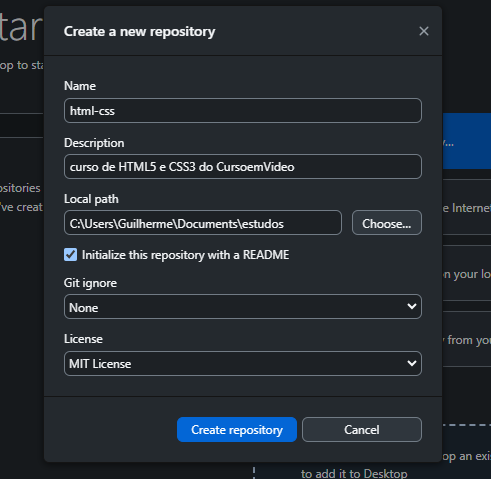 tar
Create a new repository
op to sta
Name
html-css
Description
curso de HTML5 e CSS3 do CursoemVideo
Local path
C:\Users\Guilherme\Documents\estudos
Choose...
Initialize this repository with a README
Git ignore
None
License
MIT License
Create repository
Cancel
ositories
've creat
...
e Internet
on your lo
from you
op an exis
to add it to Desktop